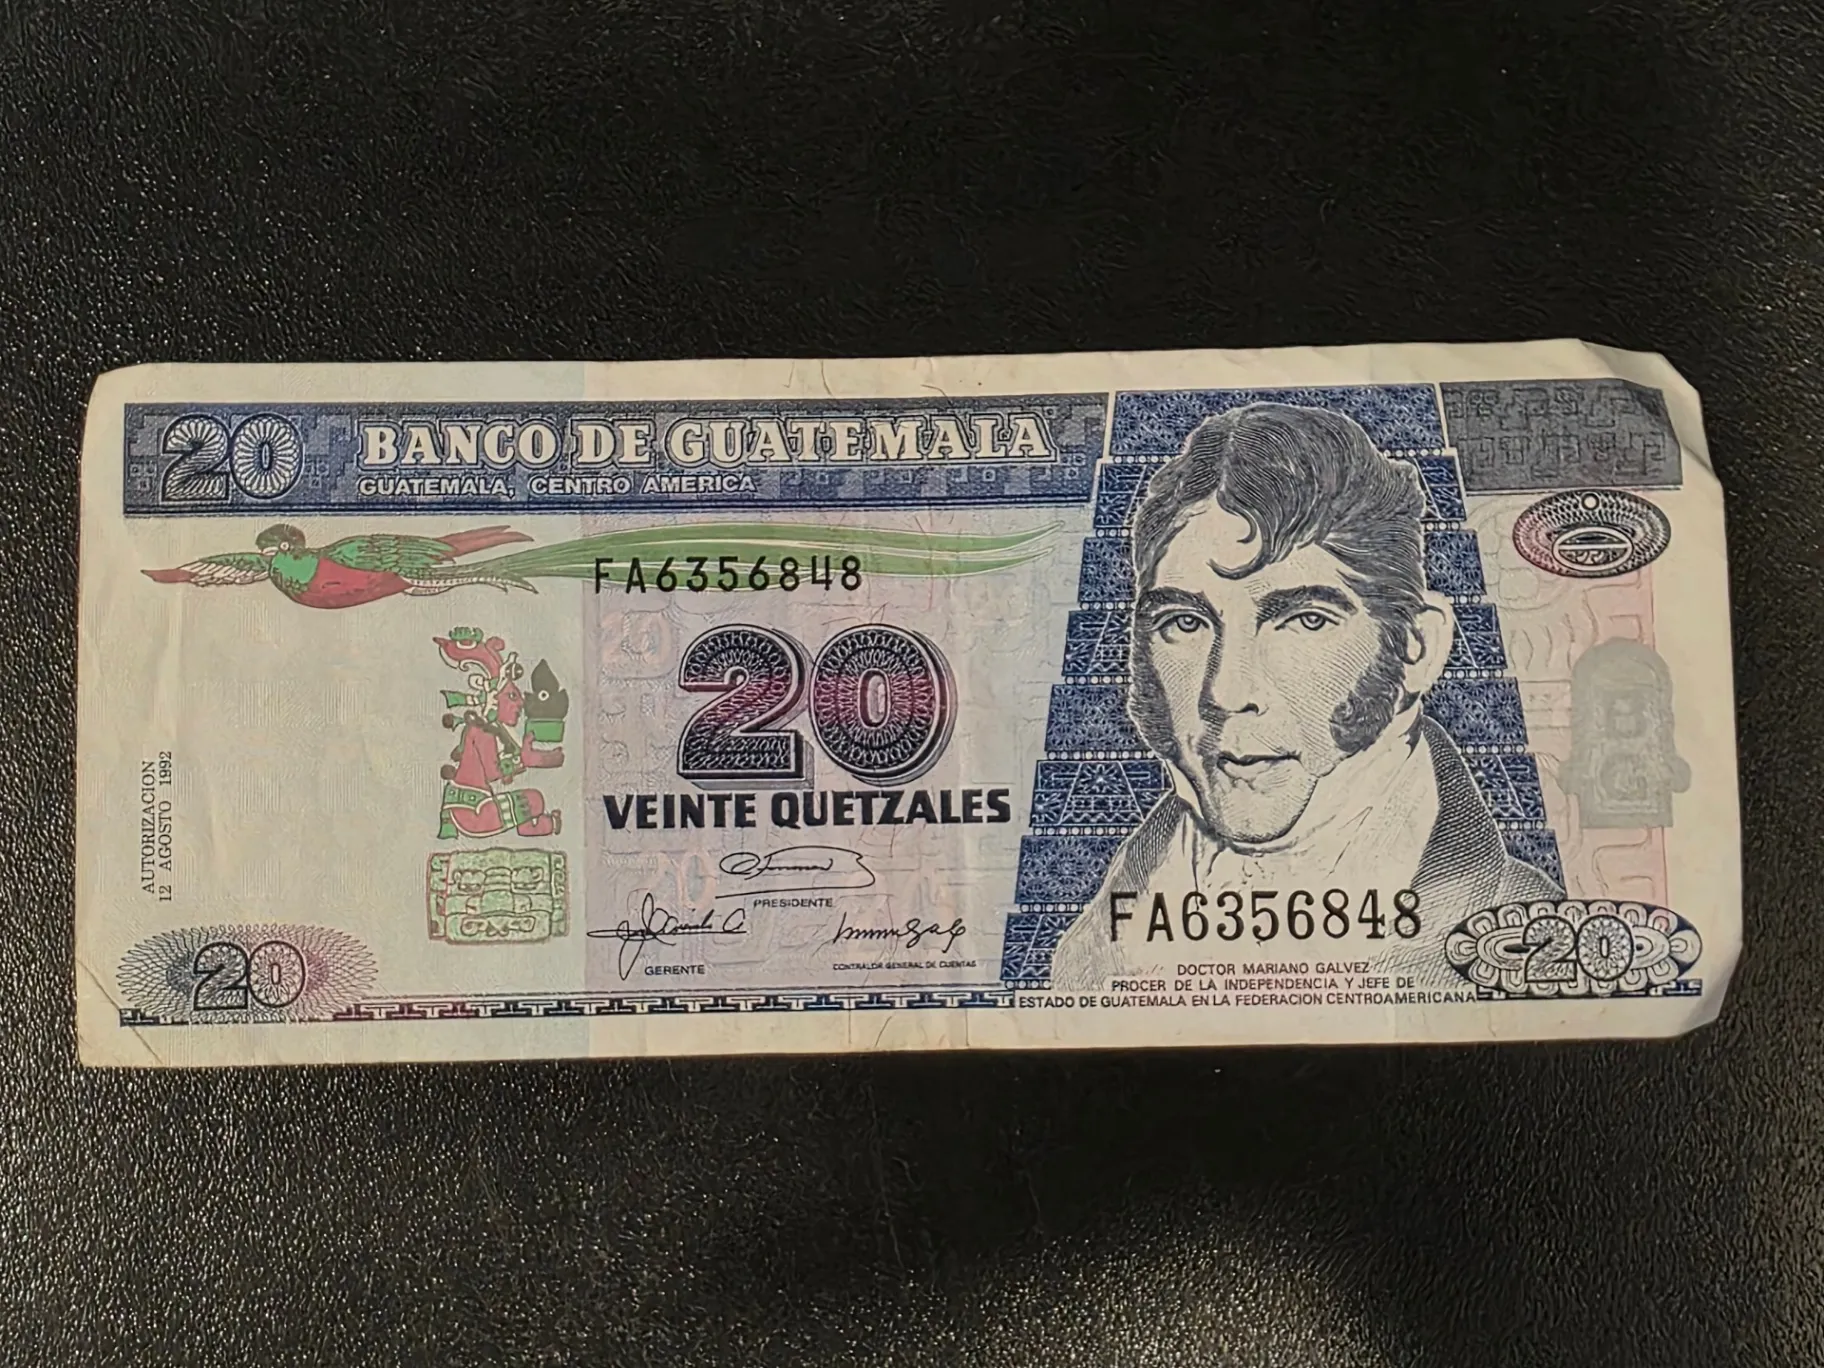 20 BANCO DE GUATEMALA
GUATEMALA, CENTRO AMERICA
FA6356848
20
VEINTE QUETZALES
AUTORIZACION
12 AGOSTO 1992
PRESIDENTE
GERENTE
CONTRALOR GENERAL DE CUENTAS
BG
FA6356848
20
20
DOCTOR MARIANO GALVEZ
PROCER DE LA INDEPENDENCIA Y JEFE DE
ESTADO DE GUATEMALA EN LA FEDERACION CENTROAMERICANA